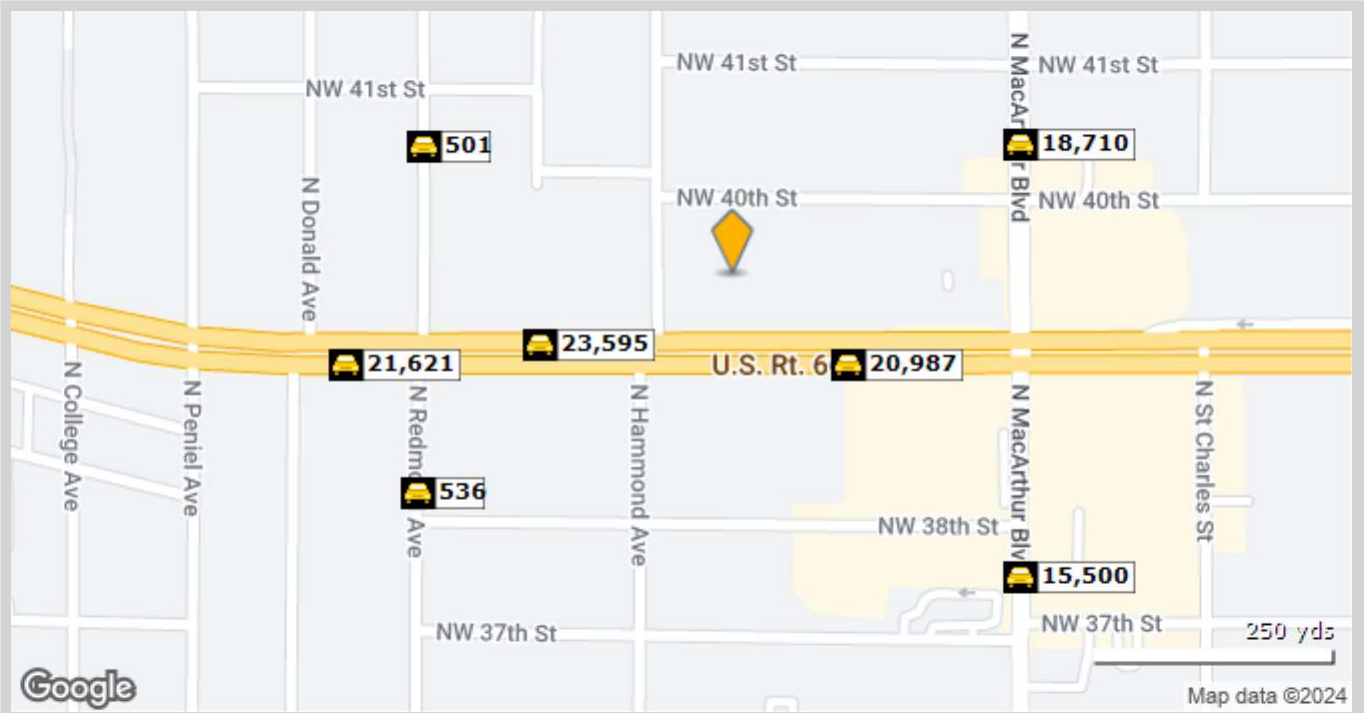 NW 41st St
NW 41st St
NW 41st St
N MacArthur Blvd
501
18,710
NW 40th St
NW 40th St
N Donald Ave
23,595
21,621
U.S. Rt. 6
20,987
N College Ave
N Peniel Ave
N Redmo
Ave
N Hammond Ave
N MacArthur Blv
N St Charles St
536
NW 38th St
15,500
NW 37th St
NW 37th St
250 yds
Google
Map data ©2024